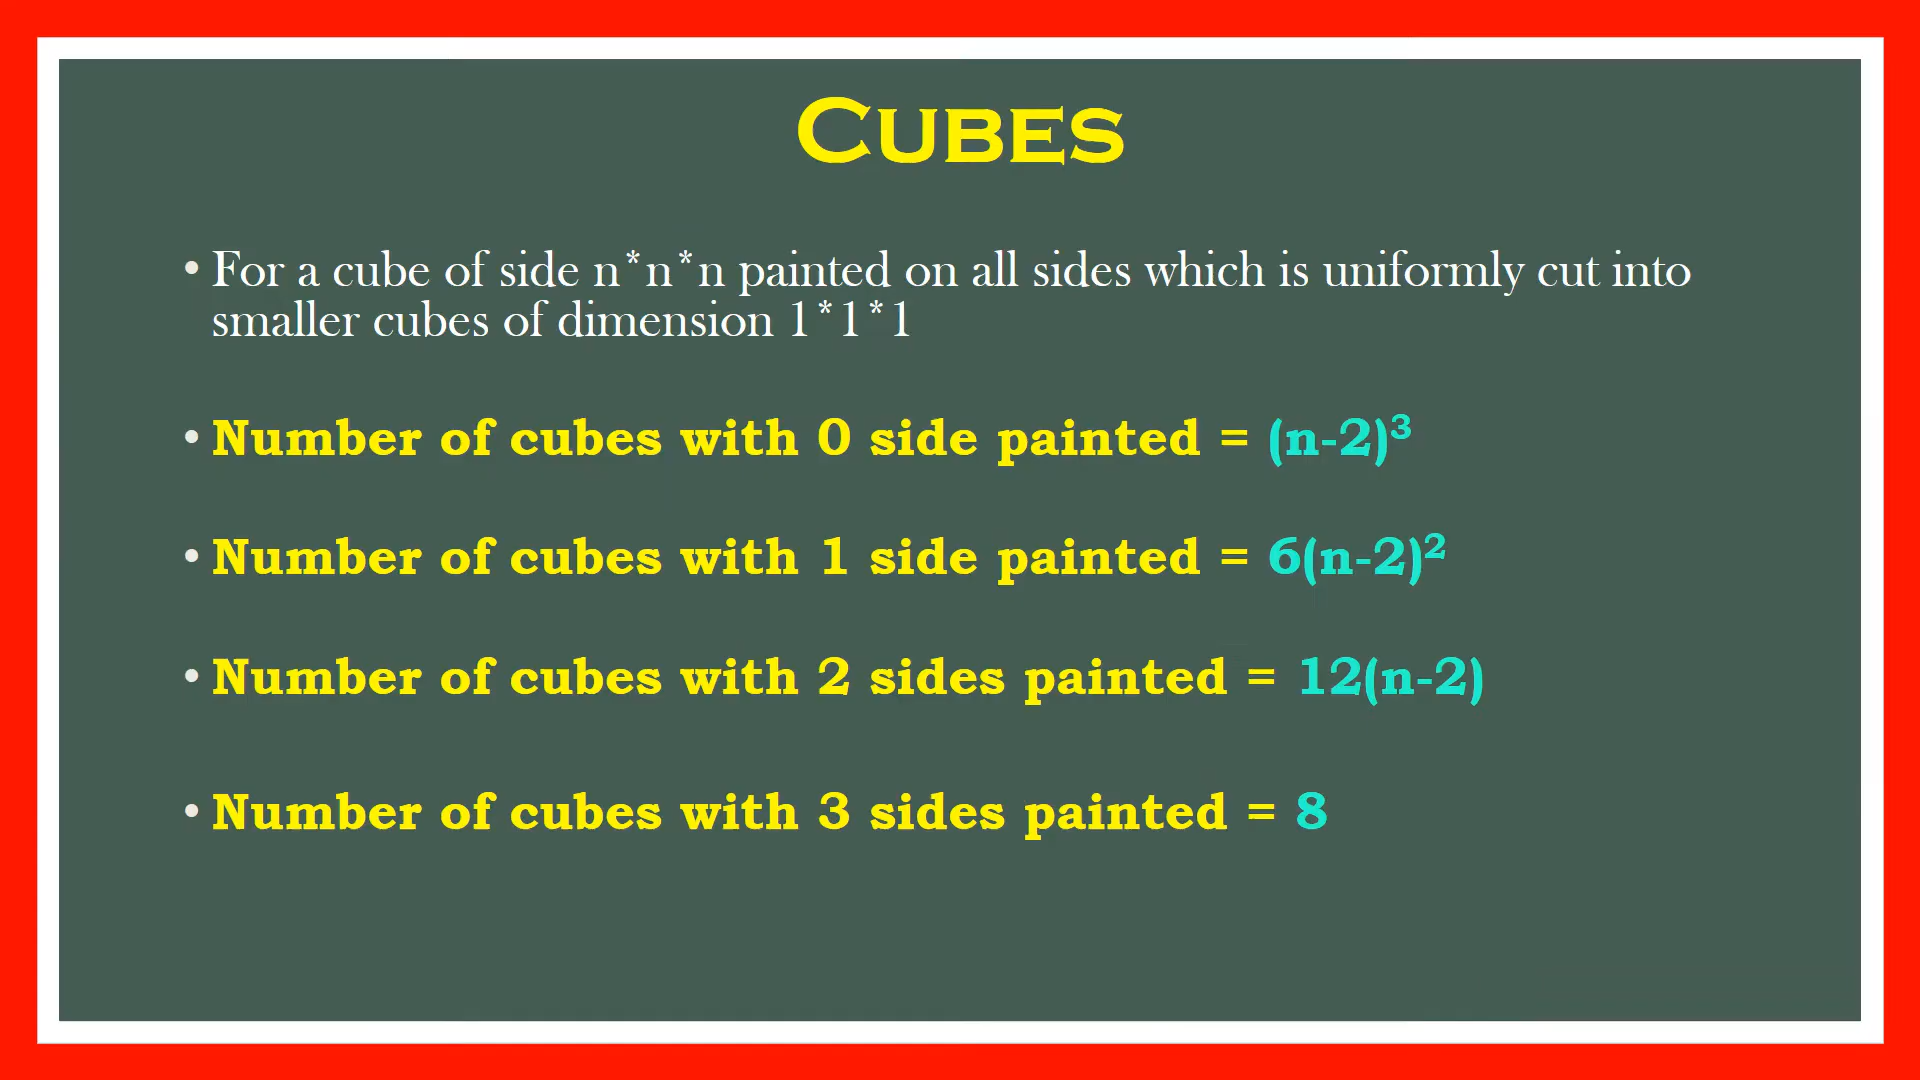 CUBES
• For a cube of side n*n*n painted on all sides which is uniformly cut into
smaller cubes of dimension 1*1*1
• Number of cubes with 0 side painted = (n-2)³
• Number of cubes with 1 side painted = 6(n-2)²
• Number of cubes with 2 sides painted = 12(n-2)
• Number of cubes with 3 sides painted = 8